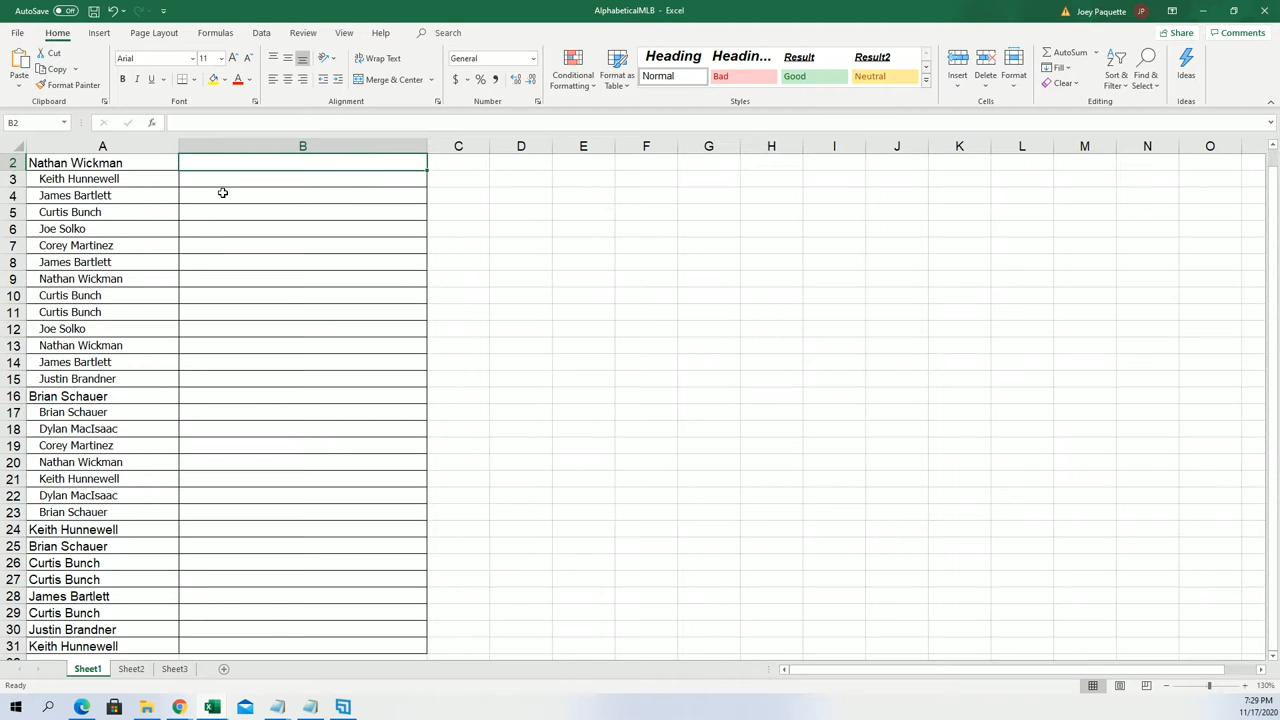 AutoSave Off AlphabeticalMLB - Excel Joey Paquette JP
File Home Insert Page Layout Formulas Data Review View Help Search Share Comments
Paste Cut Copy Format Painter Clipboard
Arial 11 B I U A Font
Wrap Text Merge & Center Alignment
General $ % 9 Number
Conditional Formatting Format as Table
Heading Headin... Result Result2
Normal Bad Good Neutral
Styles
Insert Delete Format Cells
AutoSum Fill Clear Sort & Filter Find & Select Editing
Ideas Ideas
B2 fx
A B C D E F G H I J K L M N O
2 Nathan Wickman
3 Keith Hunnewell
4 James Bartlett
5 Curtis Bunch
6 Joe Solko
7 Corey Martinez
8 James Bartlett
9 Nathan Wickman
10 Curtis Bunch
11 Curtis Bunch
12 Joe Solko
13 Nathan Wickman
14 James Bartlett
15 Justin Brandner
16 Brian Schauer
17 Brian Schauer
18 Dylan MacIsaac
19 Corey Martinez
20 Nathan Wickman
21 Keith Hunnewell
22 Dylan MacIsaac
23 Brian Schauer
24 Keith Hunnewell
25 Brian Schauer
26 Curtis Bunch
27 Curtis Bunch
28 James Bartlett
29 Curtis Bunch
30 Justin Brandner
31 Keith Hunnewell
Sheet1 Sheet2 Sheet3
Ready 130%
7:29 PM
11/17/2020